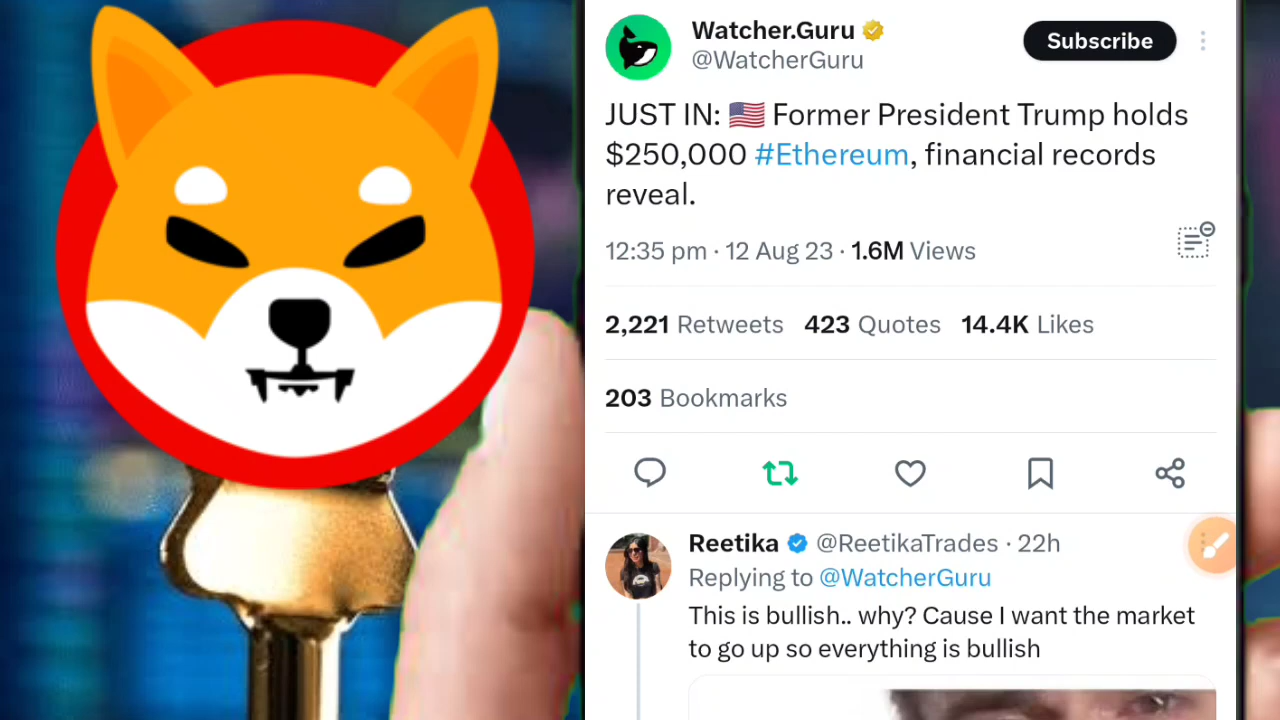 Watcher.Guru
@WatcherGuru
Subscribe
JUST IN: 🇺🇸 Former President Trump holds
$250,000 #Ethereum, financial records
reveal.
12:35 pm · 12 Aug 23 · 1.6M Views
2,221 Retweets 423 Quotes 14.4K Likes
203 Bookmarks
Reetika @ReetikaTrades · 22h
Replying to @WatcherGuru
This is bullish.. why? Cause I want the market
to go up so everything is bullish